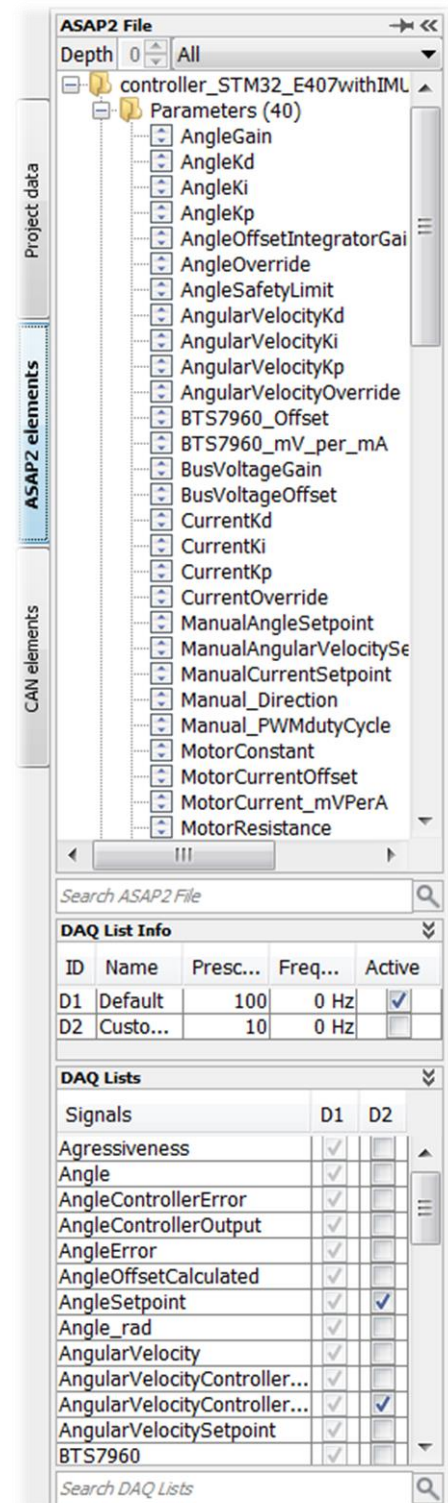 ASAP2 File
Depth 0 All
Project data
ASAP2 elements
CAN elements
controller_STM32_E407withIMU
Parameters (40)
AngleGain
AngleKd
AngleKi
AngleKp
AngleOffsetIntegratorGai
AngleOverride
AngleSafetyLimit
AngularVelocityKd
AngularVelocityKi
AngularVelocityKp
AngularVelocityOverride
BTS7960_Offset
BTS7960_mV_per_mA
BusVoltageGain
BusVoltageOffset
CurrentKd
CurrentKi
CurrentKp
CurrentOverride
ManualAngleSetpoint
ManualAngularVelocitySe
ManualCurrentSetpoint
Manual_Direction
Manual_PWMdutyCycle
MotorConstant
MotorCurrentOffset
MotorCurrent_mVPerA
MotorResistance
Search ASAP2 File
DAQ List Info
ID Name Presc... Freq... Active
D1 Default 100 0 Hz
D2 Custo... 10 0 Hz
DAQ Lists
Signals D1 D2
Agressiveness
Angle
AngleControllerError
AngleControllerOutput
AngleError
AngleOffsetCalculated
AngleSetpoint
Angle_rad
AngularVelocity
AngularVelocityController...
AngularVelocityController...
AngularVelocitySetpoint
BTS7960
Search DAQ Lists